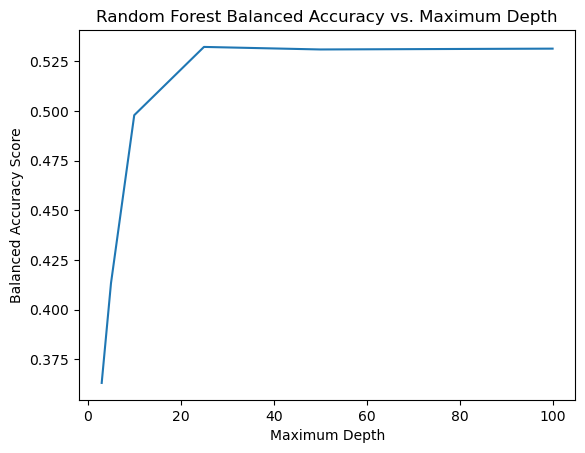 Random Forest Balanced Accuracy vs. Maximum Depth
Balanced Accuracy Score
0.525
0.500
0.475
0.450
0.425
0.400
0.375
0 20 40 60 80 100
Maximum Depth